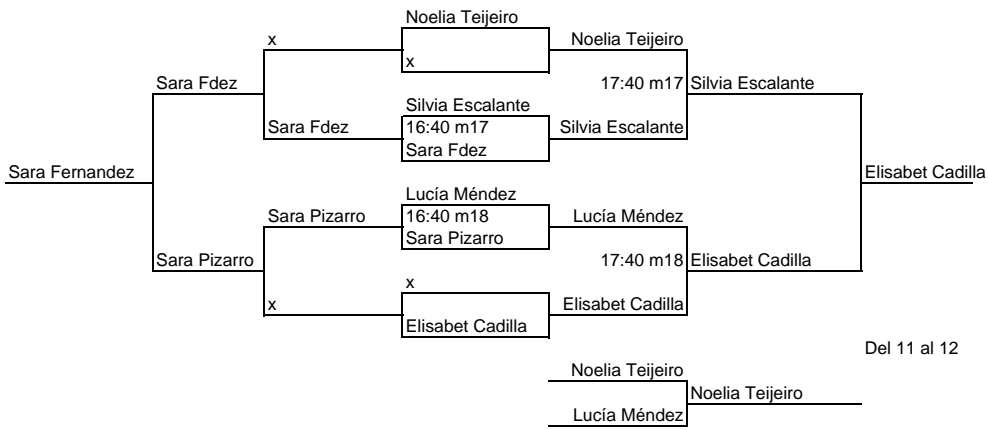 Noelia Teijeiro
x Noelia Teijeiro
x
Sara Fdez 17:40 m17 Silvia Escalante
Silvia Escalante
Sara Fdez 16:40 m17 Silvia Escalante
Sara Fdez
Sara Fernandez Elisabet Cadilla
Lucía Méndez
Sara Pizarro 16:40 m18 Lucía Méndez
Sara Pizarro
Sara Pizarro 17:40 m18 Elisabet Cadilla
x
x Elisabet Cadilla
Elisabet Cadilla
Del 11 al 12
Noelia Teijeiro
Noelia Teijeiro
Lucía Méndez